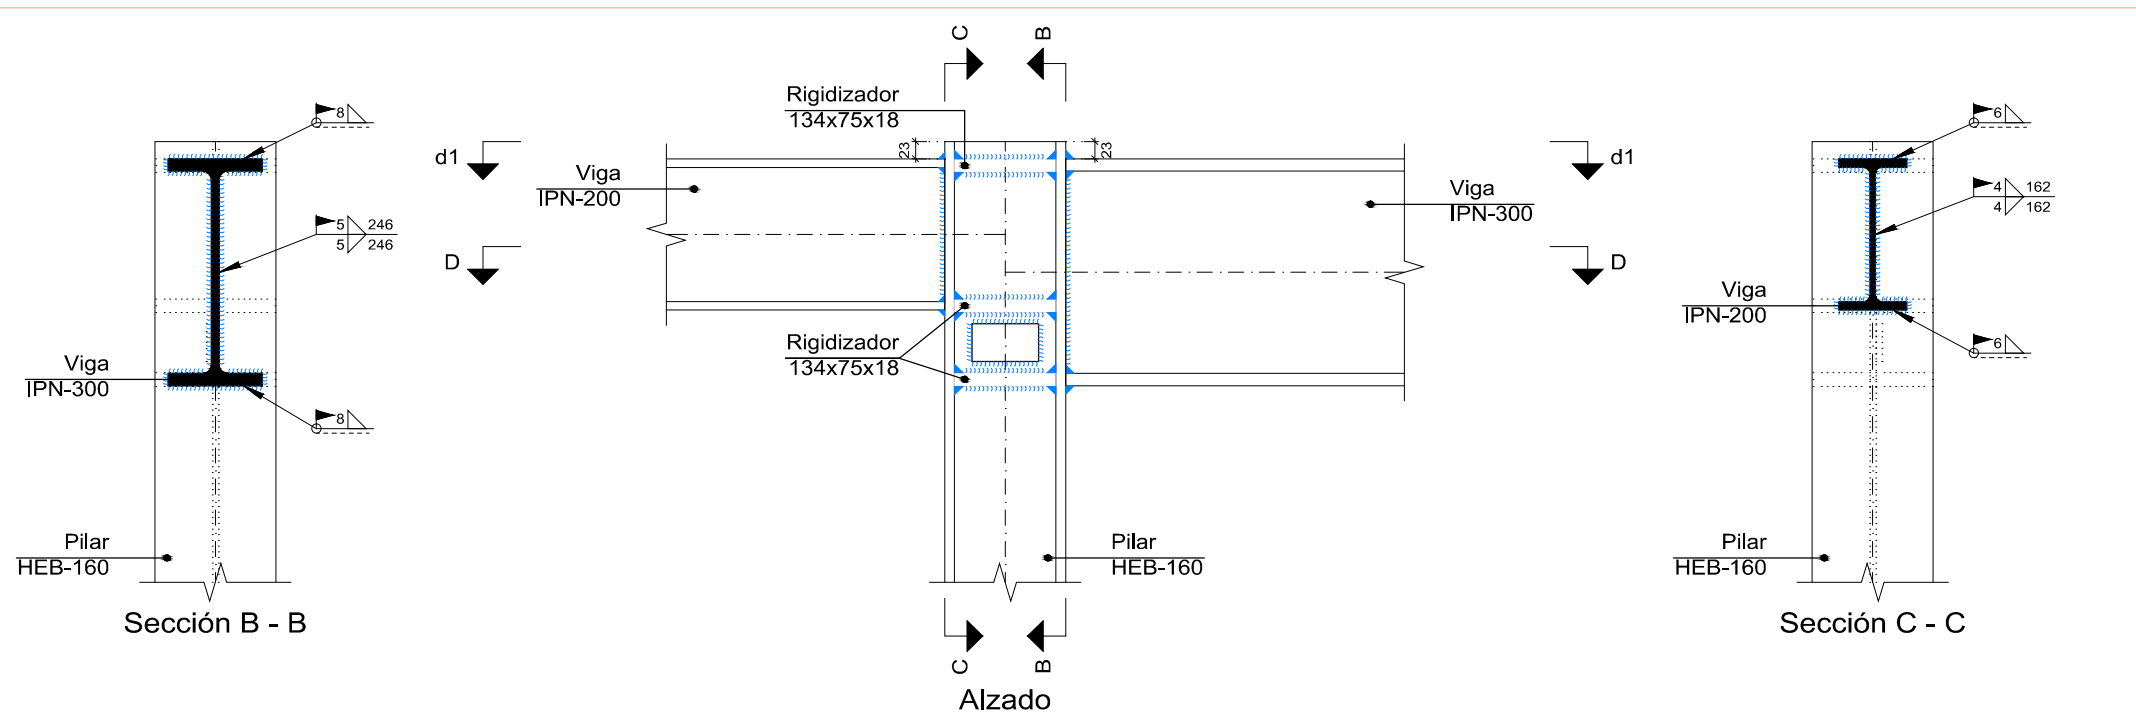 8
5 246
5 246
Viga
IPN-300
8
Pilar
HEB-160
Sección B - B
C
B
Rigidizador
134x75x18
23
23
d1
d1
Viga
IPN-200
Viga
IPN-300
D
D
Rigidizador
134x75x18
Pilar
HEB-160
C
B
Alzado
6
4 162
4 162
Viga
IPN-200
6
Pilar
HEB-160
Sección C - C